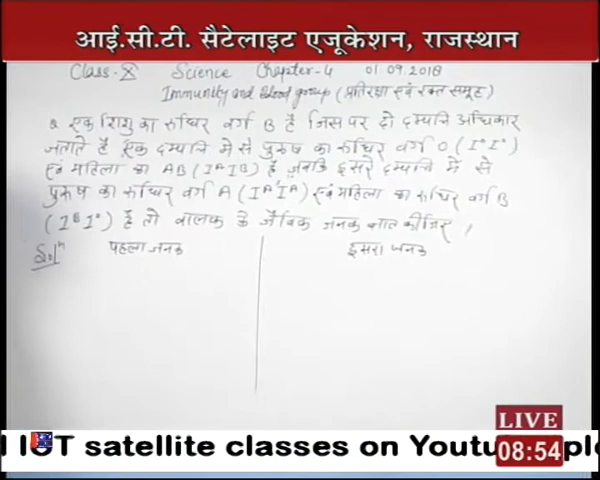 आई.सी.टी. सैटेलाइट एजूकेशन, राजस्थान
Class-X Science Chapter-4 01.09.2018
Immunity and blood group (प्रतिरक्षा एवं रक्त समूह)
Q एक शिशु का रुधिर वर्ग B है जिस पर दो दम्पति अधिकार
जताते है एक दम्पति में से पुरुष का रुधिर वर्ग O (I°I°)
एवं महिला का AB (IAIB) है जबकि दूसरे दम्पति में से
पुरुष का रुधिर वर्ग A (IAIA) एवं महिला का रुधिर वर्ग B
(IBI°) है तो बालक के जैविक जनक ज्ञात कीजिए ।
Solⁿ पहला जनक दूसरा जनक
LIVE
08:54
satellite classes on Youtu